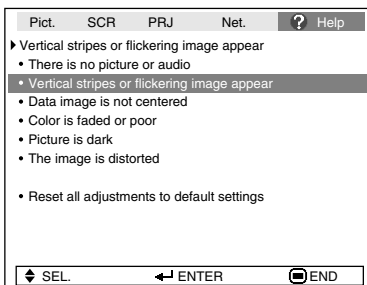 Pict. SCR PRJ Net. ? Help
Vertical stripes or flickering image appear
• There is no picture or audio
• Vertical stripes or flickering image appear
• Data image is not centered
• Color is faded or poor
• Picture is dark
• The image is distorted
• Reset all adjustments to default settings
SEL. ENTER END